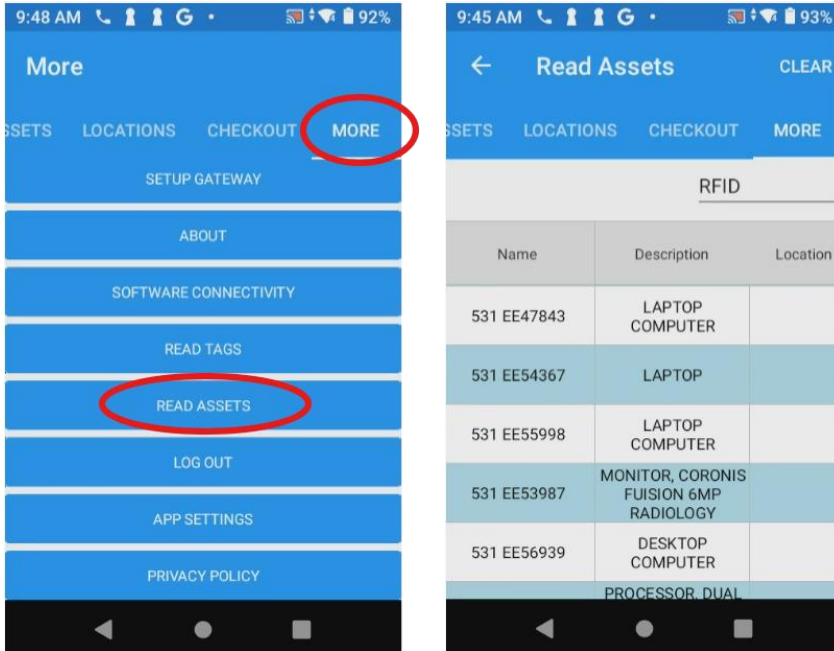 9:48 AM G 92%
More
SSETS LOCATIONS CHECKOUT MORE
SETUP GATEWAY
ABOUT
SOFTWARE CONNECTIVITY
READ TAGS
READ ASSETS
LOG OUT
APP SETTINGS
PRIVACY POLICY
9:45 AM G 93%
Read Assets CLEAR
SSETS LOCATIONS CHECKOUT MORE
RFID
Name Description Location
531 EE47843 LAPTOP
COMPUTER
531 EE54367 LAPTOP
531 EE55998 LAPTOP
COMPUTER
MONITOR, CORONIS
531 EE53987 FUISION 6MP
RADIOLOGY
531 EE56939 DESKTOP
COMPUTER
PROCESSOR, DUAL